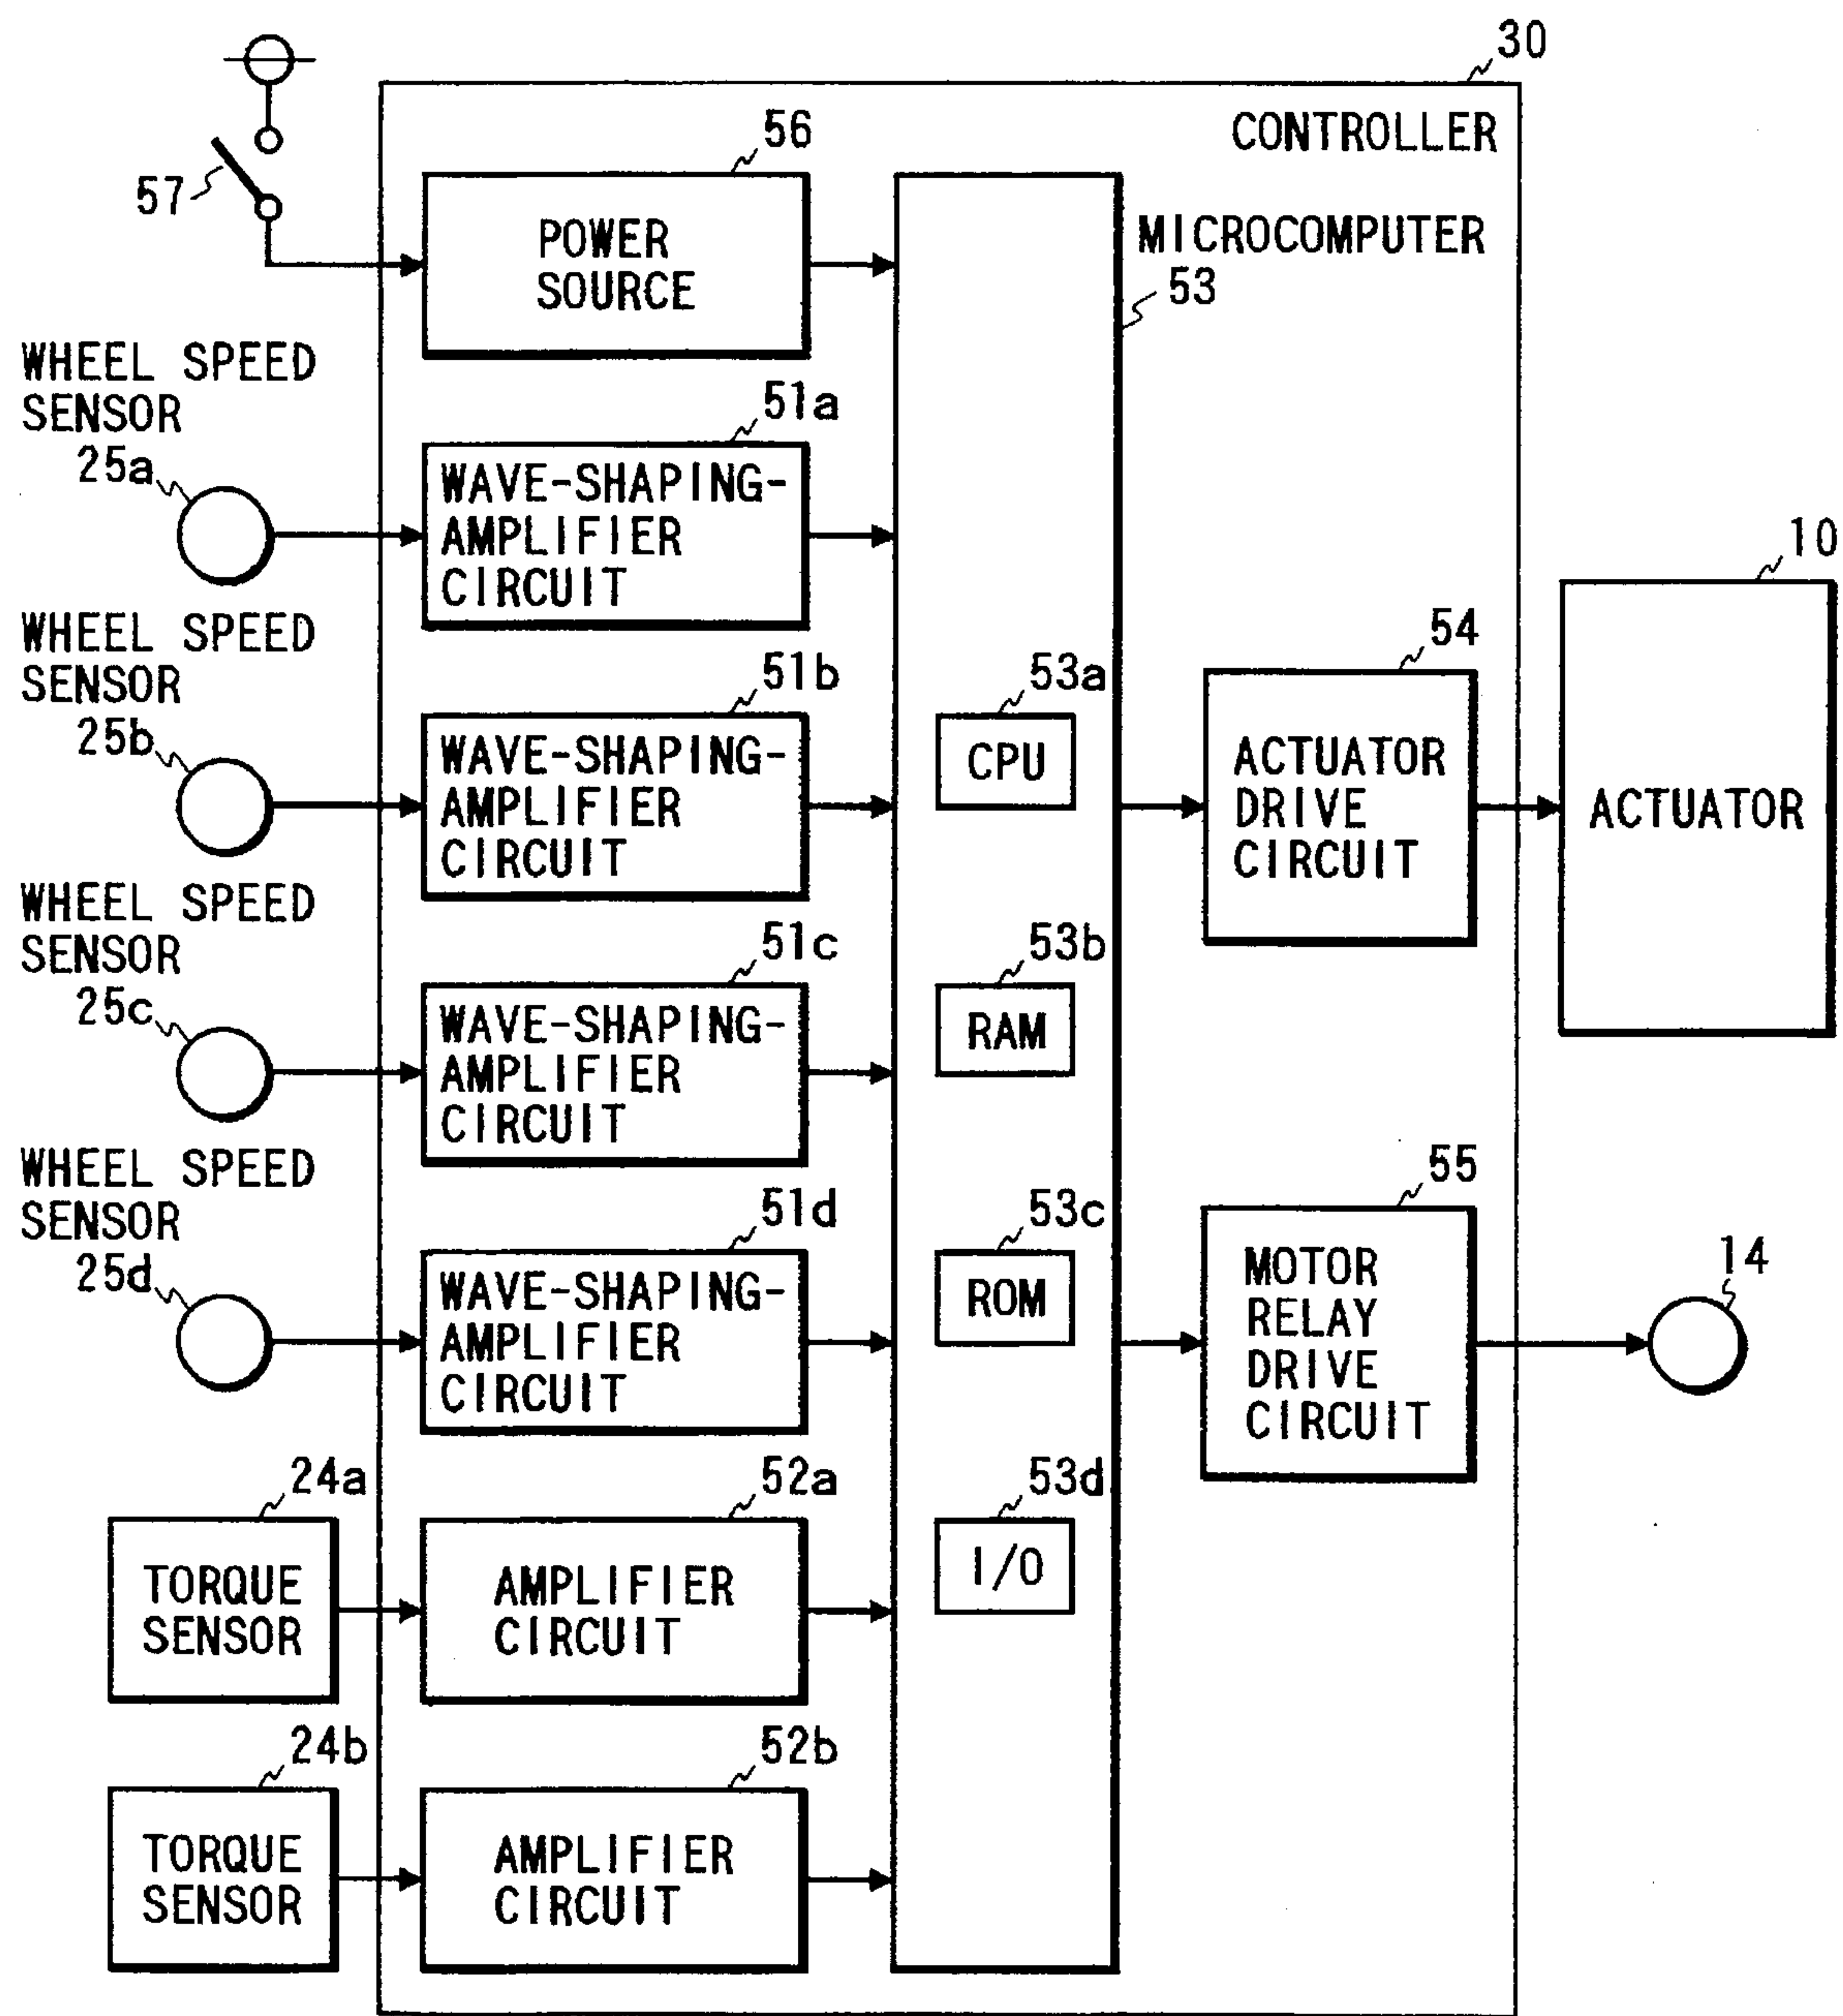 30
CONTROLLER
56
57
POWER
SOURCE
MICROCOMPUTER
53
WHEEL SPEED
SENSOR
25a
51a
WAVE-SHAPING-
AMPLIFIER
CIRCUIT
10
ACTUATOR
WHEEL SPEED
SENSOR
25b
51b
WAVE-SHAPING-
AMPLIFIER
CIRCUIT
53a
CPU
54
ACTUATOR
DRIVE
CIRCUIT
WHEEL SPEED
SENSOR
25c
51c
WAVE-SHAPING-
AMPLIFIER
CIRCUIT
53b
RAM
WHEEL SPEED
SENSOR
25d
51d
WAVE-SHAPING-
AMPLIFIER
CIRCUIT
53c
ROM
55
MOTOR
RELAY
DRIVE
CIRCUIT
14
24a
TORQUE
SENSOR
52a
AMPLIFIER
CIRCUIT
53d
I/O
24b
TORQUE
SENSOR
52b
AMPLIFIER
CIRCUIT